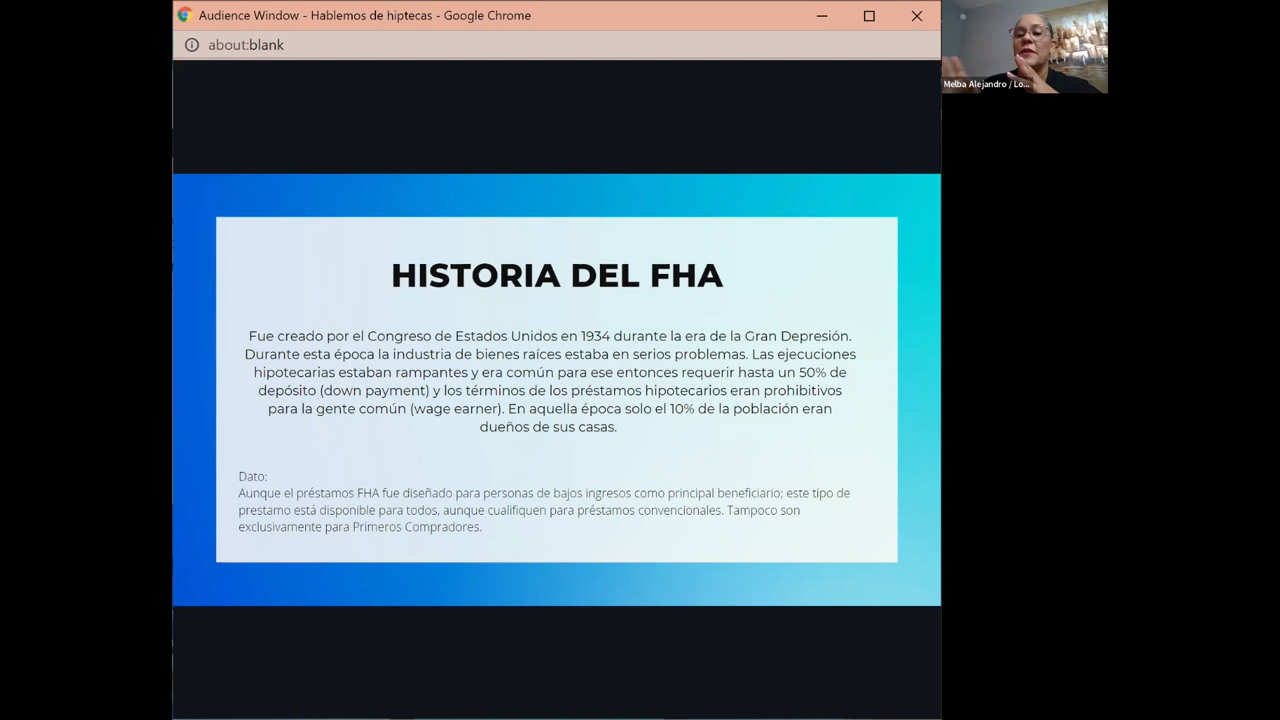 Audience Window - Hablemos de hiptecas - Google Chrome
about:blank
Melba Alejandro / Lo...
HISTORIA DEL FHA
Fue creado por el Congreso de Estados Unidos en 1934 durante la era de la Gran Depresión.
Durante esta época la industria de bienes raíces estaba en serios problemas. Las ejecuciones
hipotecarias estaban rampantes y era común para ese entonces requerir hasta un 50% de
depósito (down payment) y los términos de los préstamos hipotecarios eran prohibitivos
para la gente común (wage earner). En aquella época solo el 10% de la población eran
dueños de sus casas.
Dato:
Aunque el préstamos FHA fue diseñado para personas de bajos ingresos como principal beneficiario; este tipo de
prestamo está disponible para todos, aunque cualifiquen para préstamos convencionales. Tampoco son
exclusivamente para Primeros Compradores.